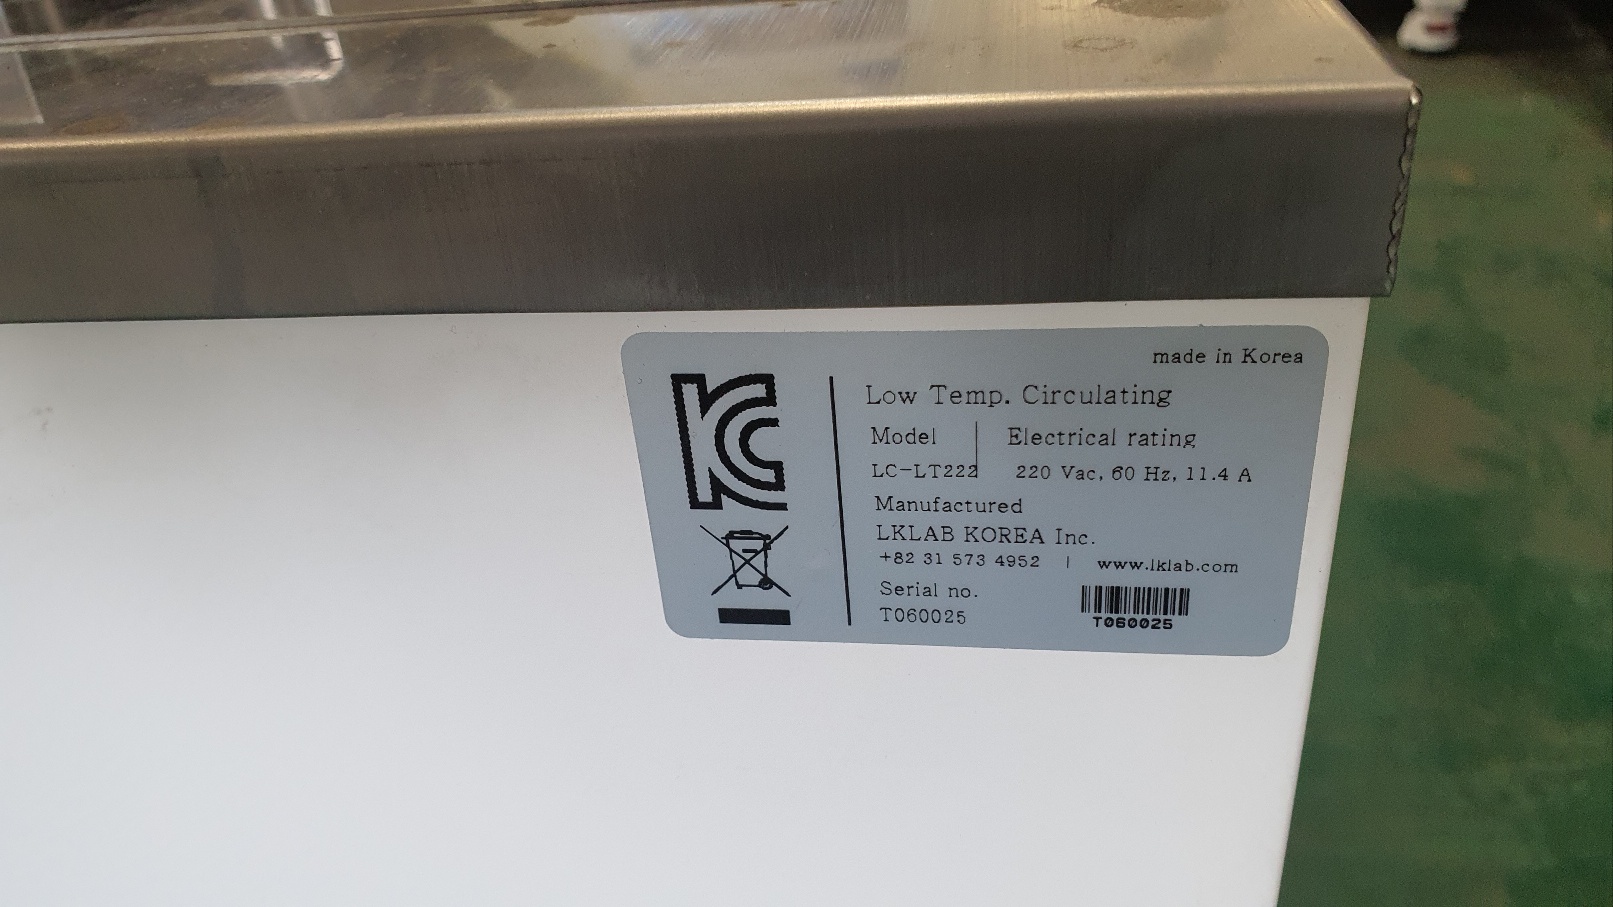 made in Korea
Low Temp. Circulating
Model | Electrical rating
LC-LT222 220 Vac, 60 Hz, 11.4 A
Manufactured
LKLAB KOREA Inc.
+82 31 573 4952 | www.lklab.com
Serial no.
T060025
T060025